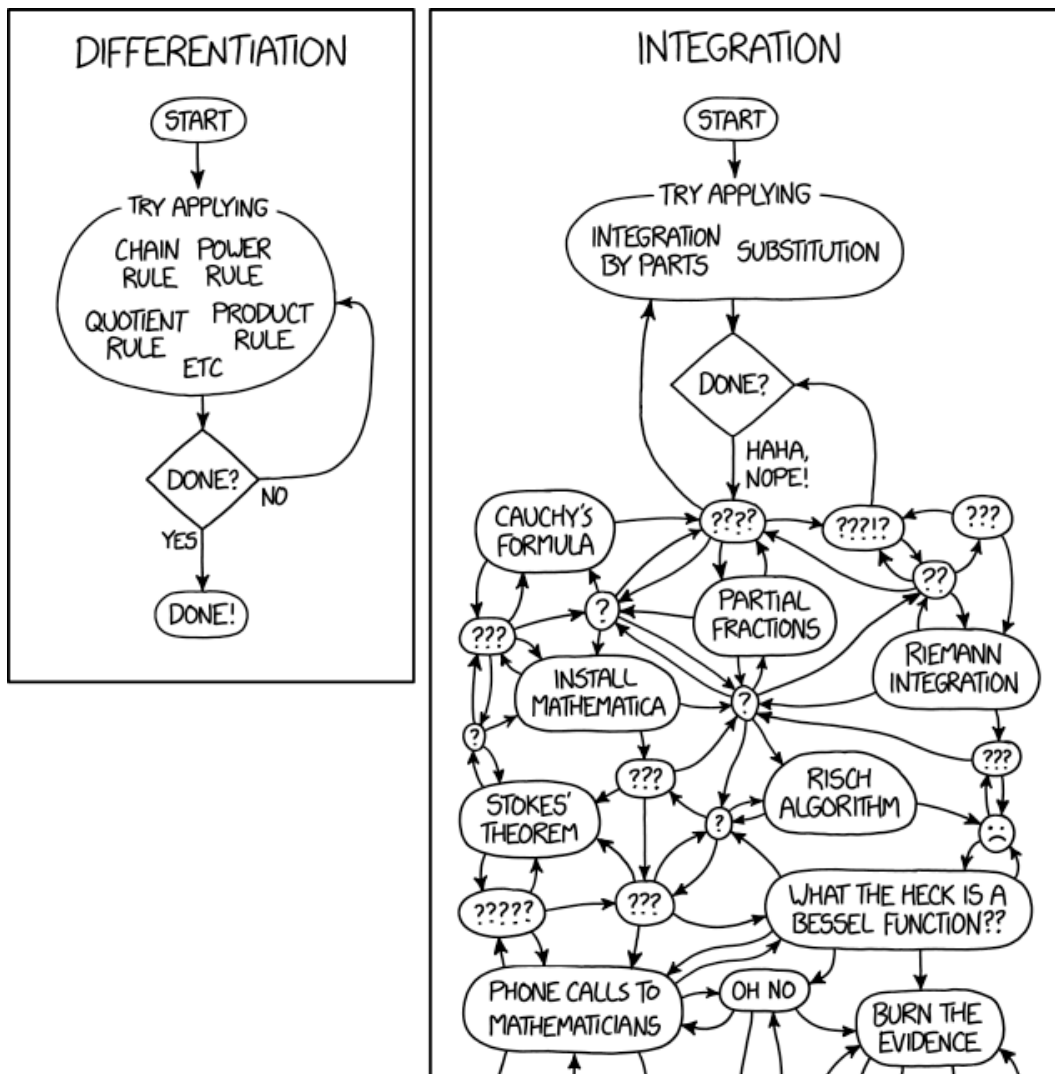 DIFFERENTIATION
START
TRY APPLYING
CHAIN
RULE
POWER
RULE
QUOTIENT
RULE
PRODUCT
RULE
ETC
DONE?
NO
YES
DONE!
INTEGRATION
START
TRY APPLYING
INTEGRATION
BY PARTS
SUBSTITUTION
DONE?
HAHA,
NOPE!
CAUCHY'S
FORMULA
????
???!?
???
??
PARTIAL
FRACTIONS
?
???
RIEMANN
INTEGRATION
INSTALL
MATHEMATICA
?
?
???
???
RISCH
ALGORITHM
STOKES'
THEOREM
?
?????
???
WHAT THE HECK IS A
BESSEL FUNCTION??
PHONE CALLS TO
MATHEMATICIANS
OH NO
BURN THE
EVIDENCE